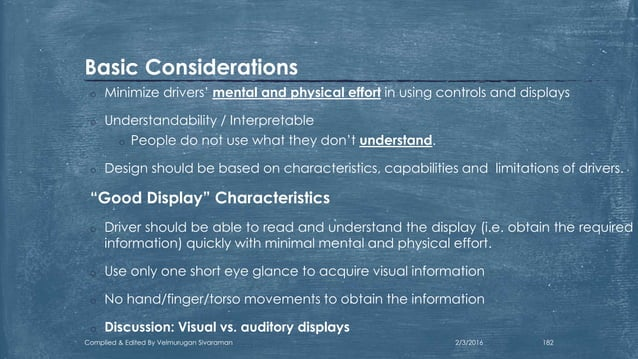 Basic Considerations
Minimize drivers' mental and physical effort in using controls and displays
Understandability / Interpretable
People do not use what they don't understand.
Design should be based on characteristics, capabilities and limitations of drivers.
"Good Display" Characteristics
Driver should be able to read and understand the display (i.e. obtain the required
information) quickly with minimal mental and physical effort.
Use only one short eye glance to acquire visual information
No hand/finger/torso movements to obtain the information
Discussion: Visual vs. auditory displays
Complied & Edited By Velmurugan Sivaraman 2/3/2016 182